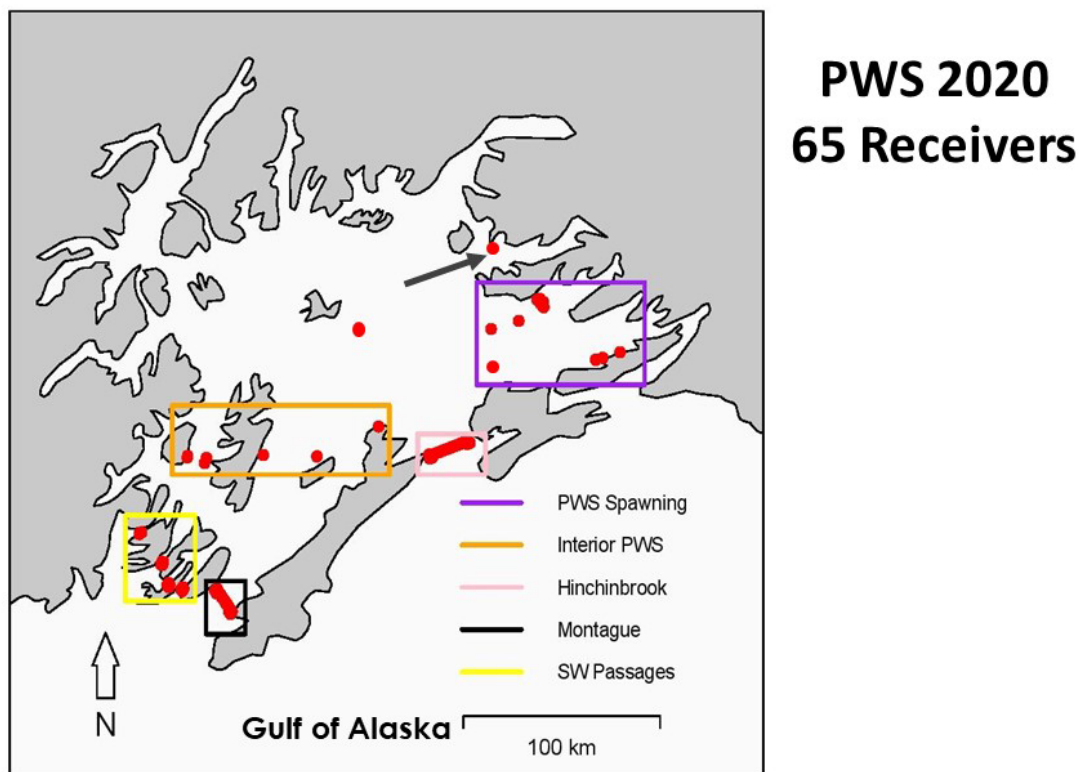 PWS 2020
65 Receivers
PWS Spawning
Interior PWS
Hinchinbrook
Montague
SW Passages
N
Gulf of Alaska
100 km